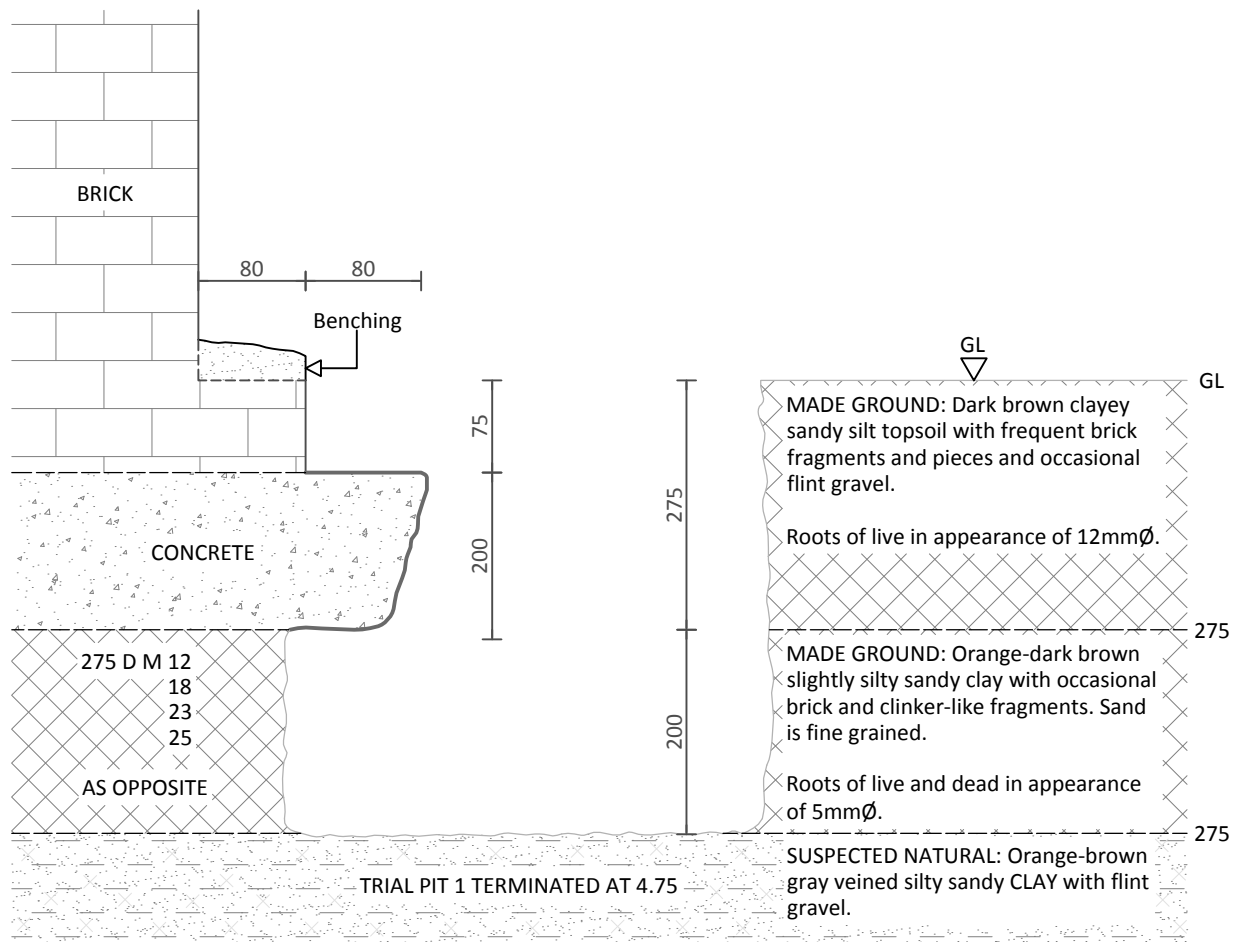 BRICK
80
80
Benching
GL
GL
75
275
MADE GROUND: Dark brown clayey
sandy silt topsoil with frequent brick
fragments and pieces and occasional
flint gravel.
Roots of live in appearance of 12mmØ.
CONCRETE
200
275
275 D M 12
18
23
25
AS OPPOSITE
200
MADE GROUND: Orange-dark brown
slightly silty sandy clay with occasional
brick and clinker-like fragments. Sand
is fine grained.
Roots of live and dead in appearance
of 5mmØ.
275
TRIAL PIT 1 TERMINATED AT 4.75
SUSPECTED NATURAL: Orange-brown
gray veined silty sandy CLAY with flint
gravel.